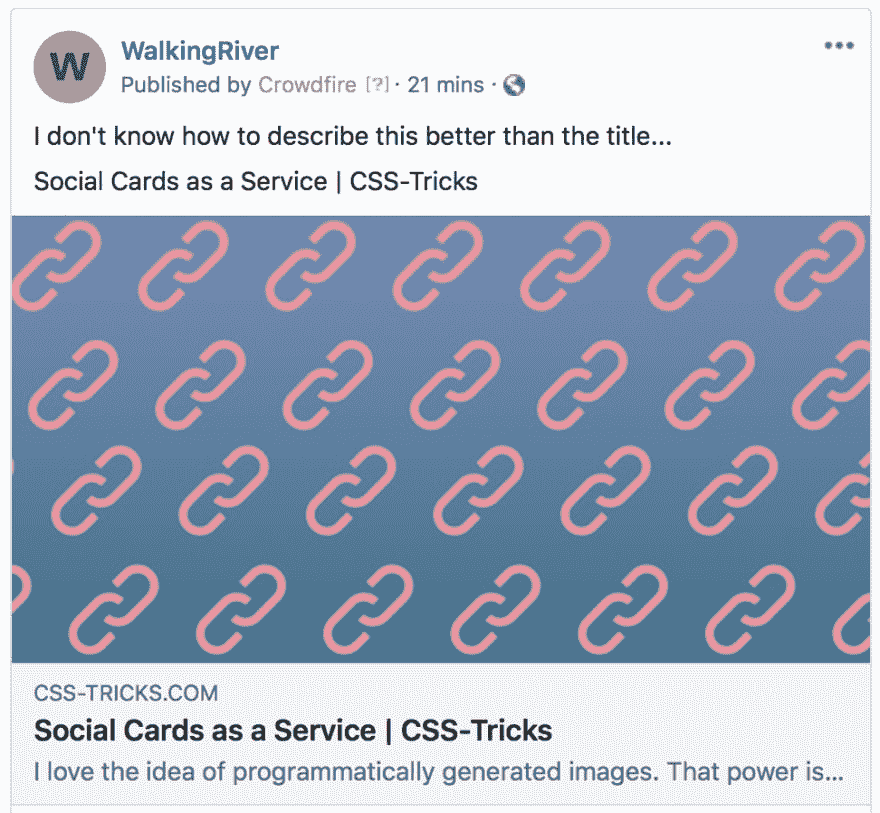 W
WalkingRiver
Published by Crowdfire [?] · 21 mins ·
I don't know how to describe this better than the title...
Social Cards as a Service | CSS-Tricks
CSS-TRICKS.COM
Social Cards as a Service | CSS-Tricks
I love the idea of programmatically generated images. That power is...